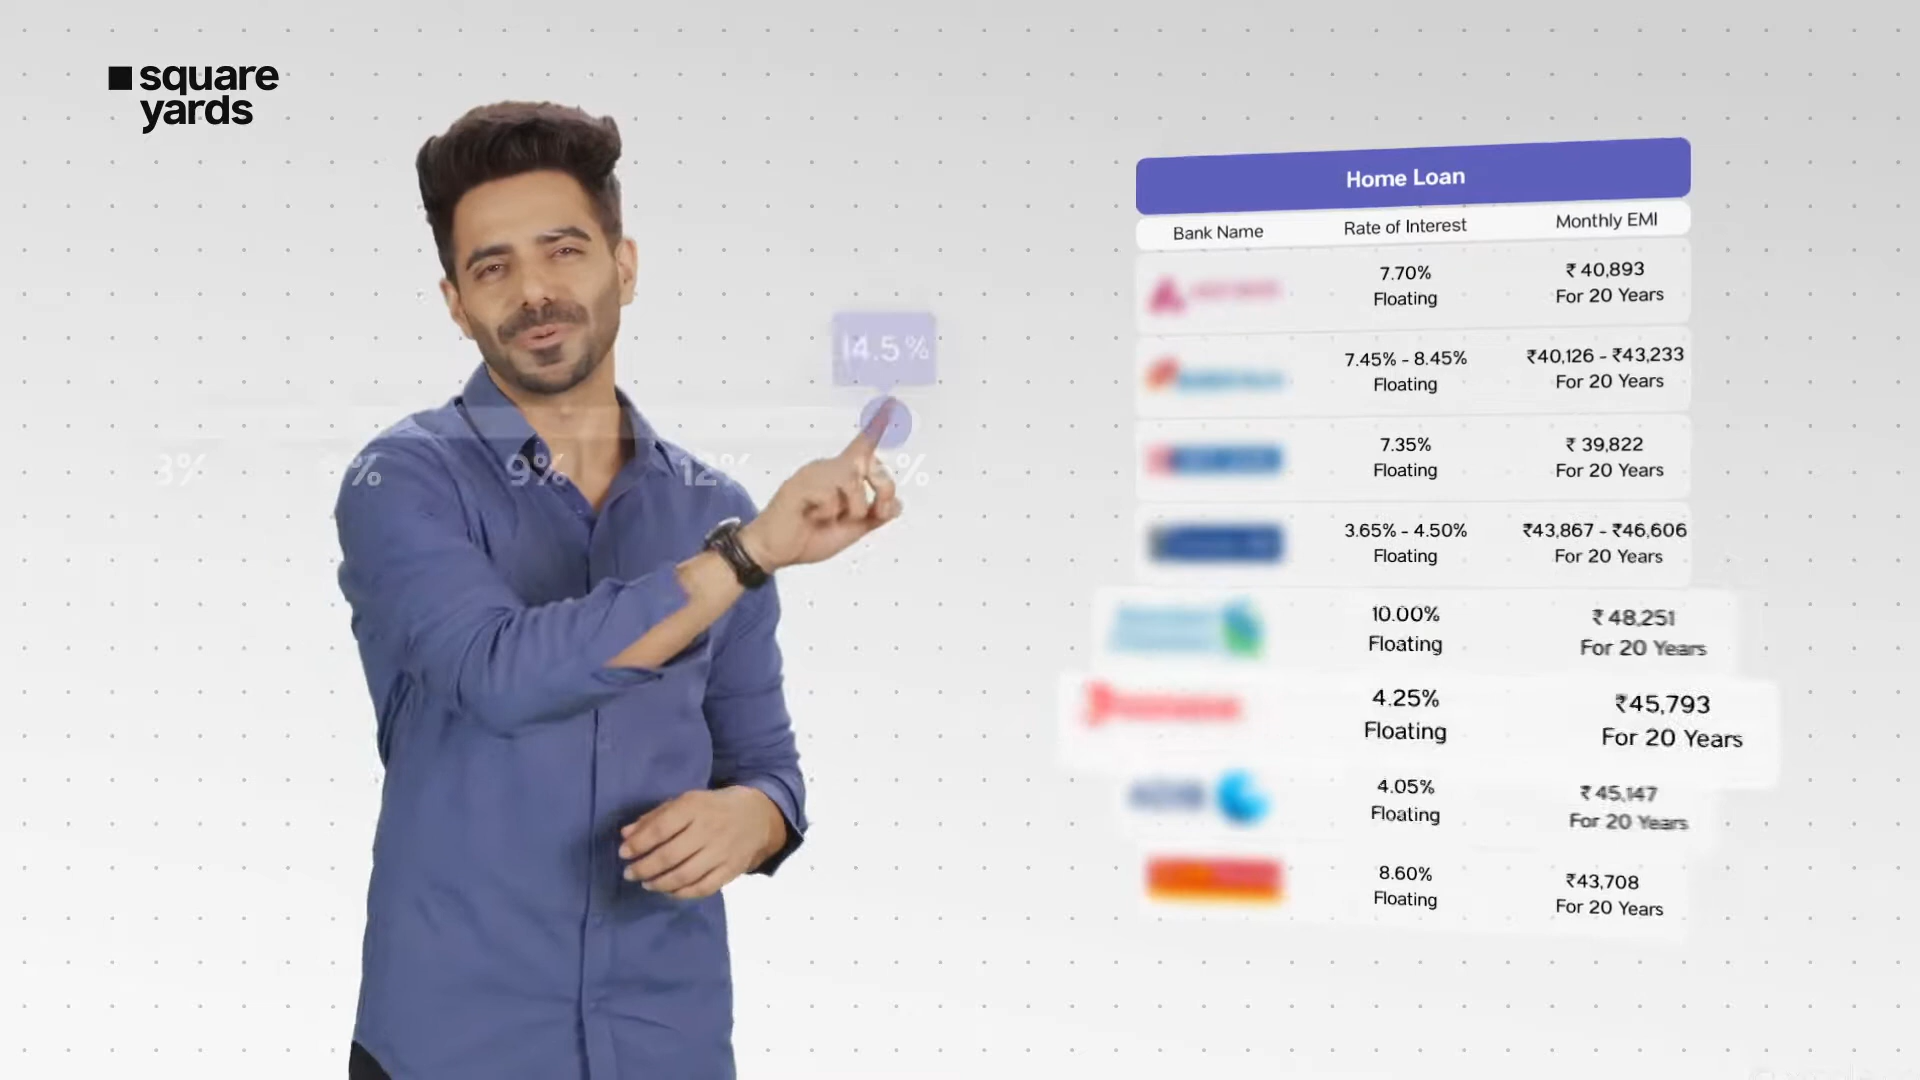 square
yards
Home Loan
Bank Name Rate of Interest Monthly EMI
7.70% ₹ 40,893
Floating For 20 Years
7.45% - 8.45% ₹40,126 - ₹43,233
Floating For 20 Years
7.35% ₹ 39,822
Floating For 20 Years
3.65% - 4.50% ₹43,867 - ₹46,606
Floating For 20 Years
10.00% ₹ 48,251
Floating For 20 Years
4.25% ₹45,793
Floating For 20 Years
4.05% ₹ 45,147
Floating For 20 Years
8.60% ₹43,708
Floating For 20 Years
14.5%
3% 9% 12% 15%